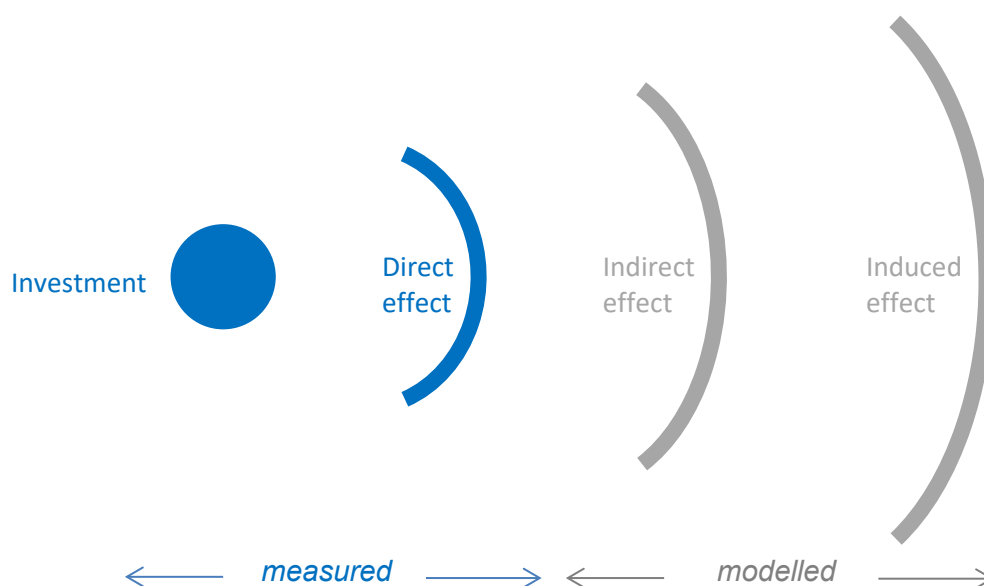 Investment
Direct
effect
Indirect
effect
Induced
effect
measured
modelled